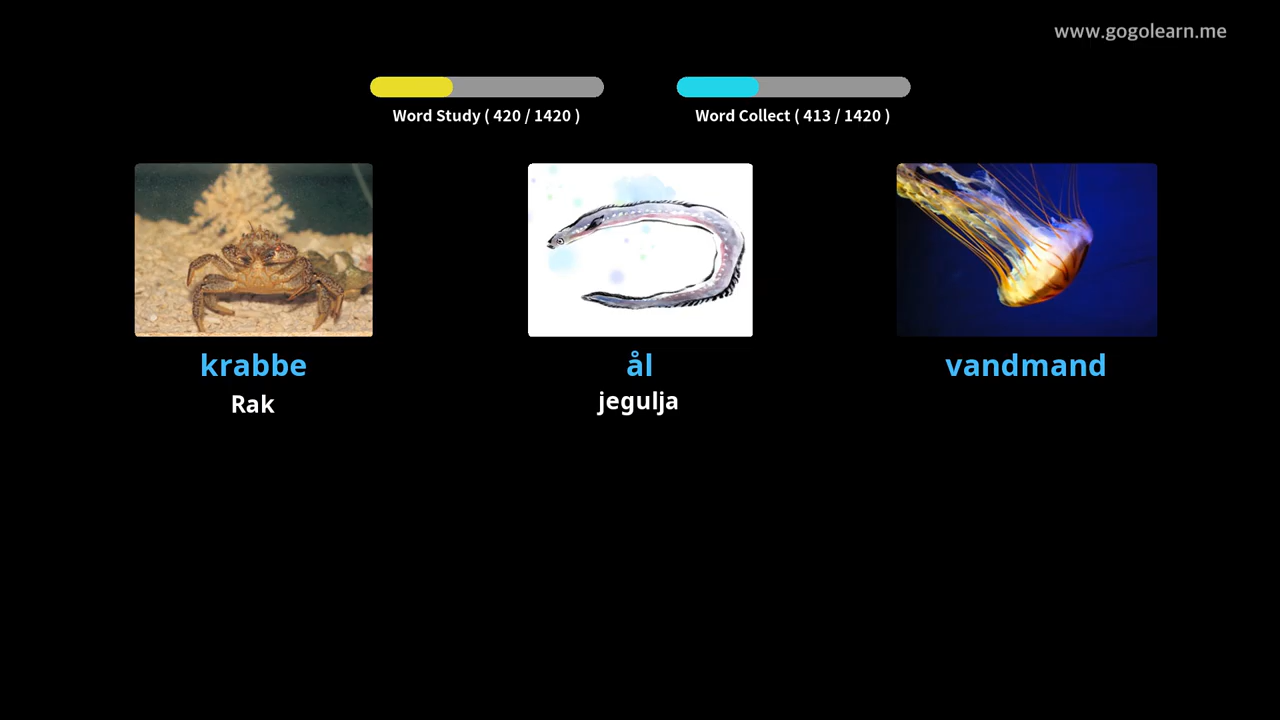 www.gogolearn.me
Word Study ( 420 / 1420 )
Word Collect ( 413 / 1420 )
krabbe
Rak
ål
jegulja
vandmand